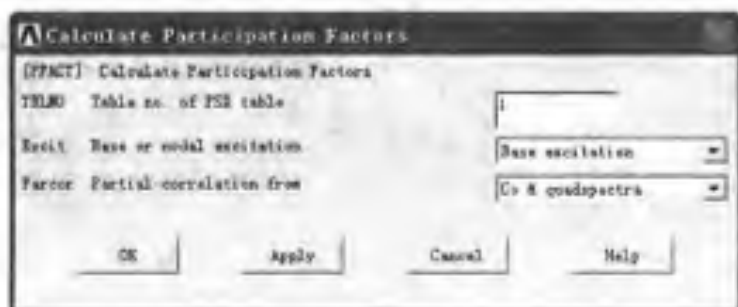 Calculate Participation Factors
[PFACT] Calculate Participation Factors
TBLNO Table no. of PSD table 1
Excit Base or nodal excitation Base excitation
Parcor Partial correlation from Co & quadspectra
OK Apply Cancel Help